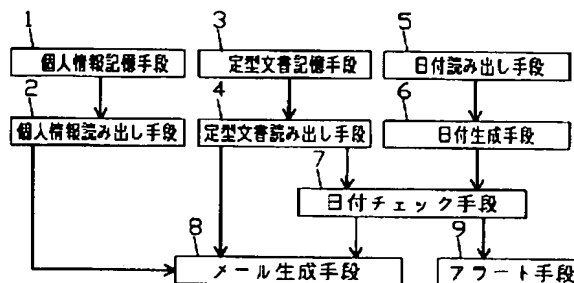 1
個人情報記憶手段
3
定型文書記憶手段
5
日付読み出し手段
2
個人情報読み出し手段
4
定型文書読み出し手段
6
日付生成手段
7
日付チェック手段
8
メール生成手段
9
アラート手段